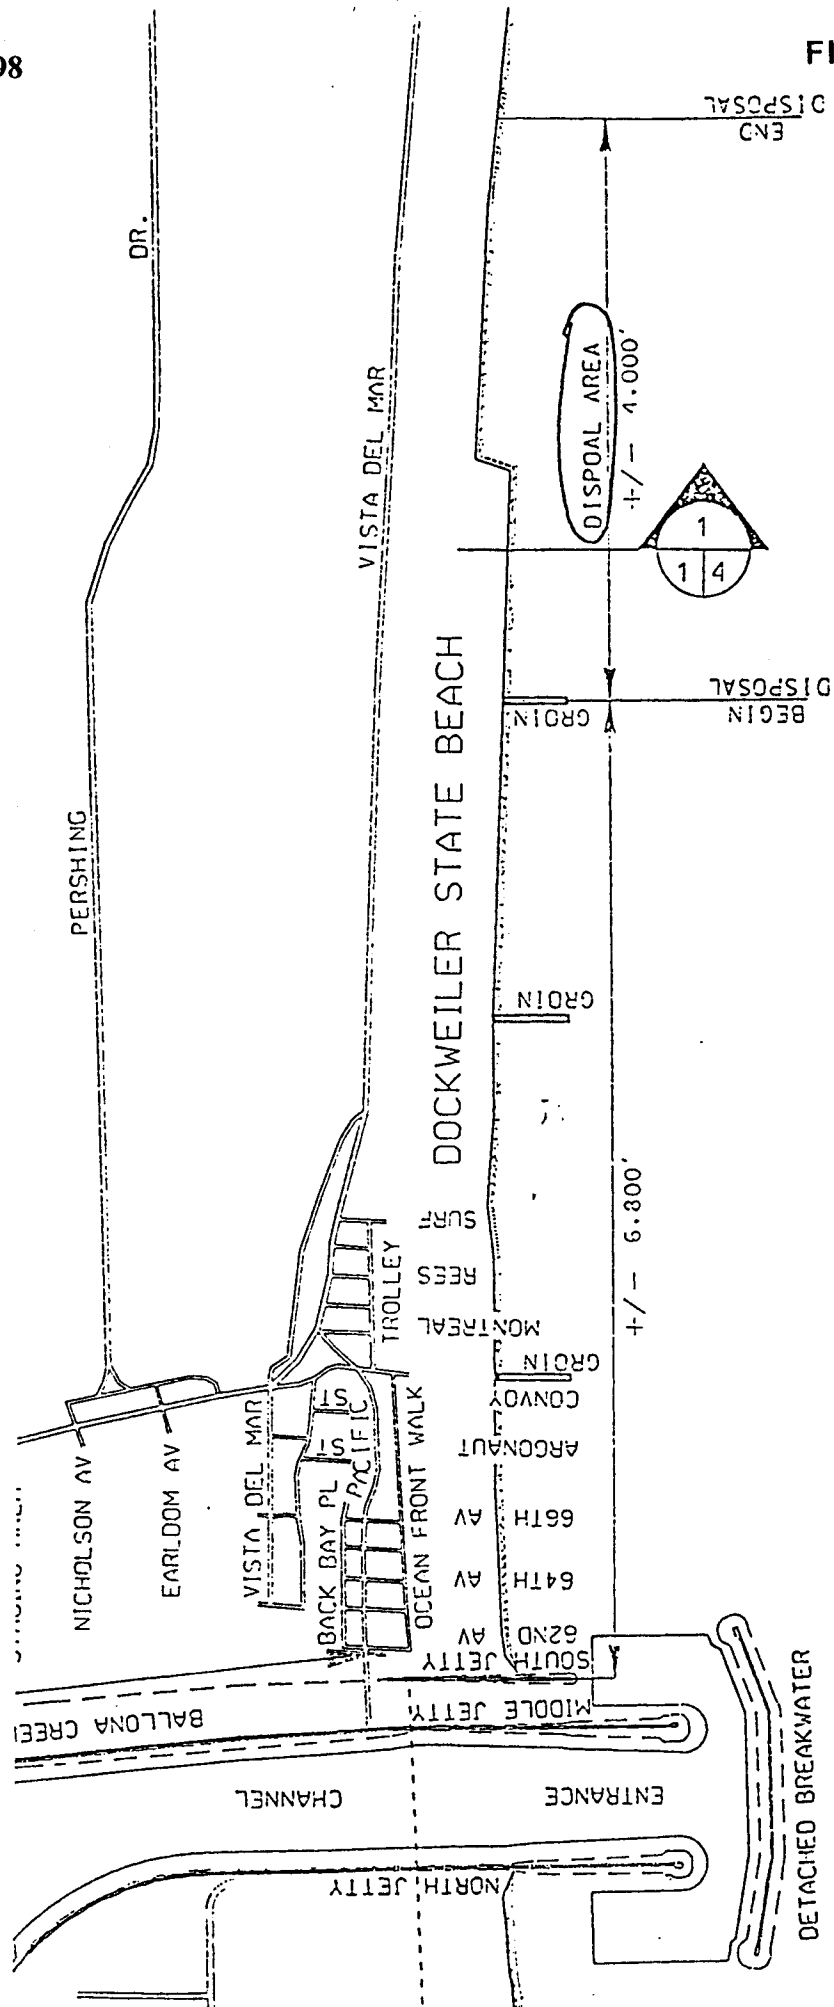 98
FI
END
DISPOSAL
DR.
DISPOAL AREA
+/- 4.000'
VISTA DEL MAR
1
1 4
BEGIN
DISPOSAL
GROIN
DOCKWEILER STATE BEACH
PERSHING
GROIN
SURF
REES
MONTREAL
TROLLEY
+/- 6.800'
GROIN
CONVOY
ARGONAUT
66TH AV
64TH AV
62ND AV
ST
ST
PACIFIC
OCEAN FRONT WALK
VISTA DEL MAR
BACK BAY PL
NICHOLSON AV
EARLDOM AV
SOUTH JETTY
MIDDLE JETTY
BALLONA CREE
ENTRANCE
CHANNEL
NORTH JETTY
DETACHED BREAKWATER